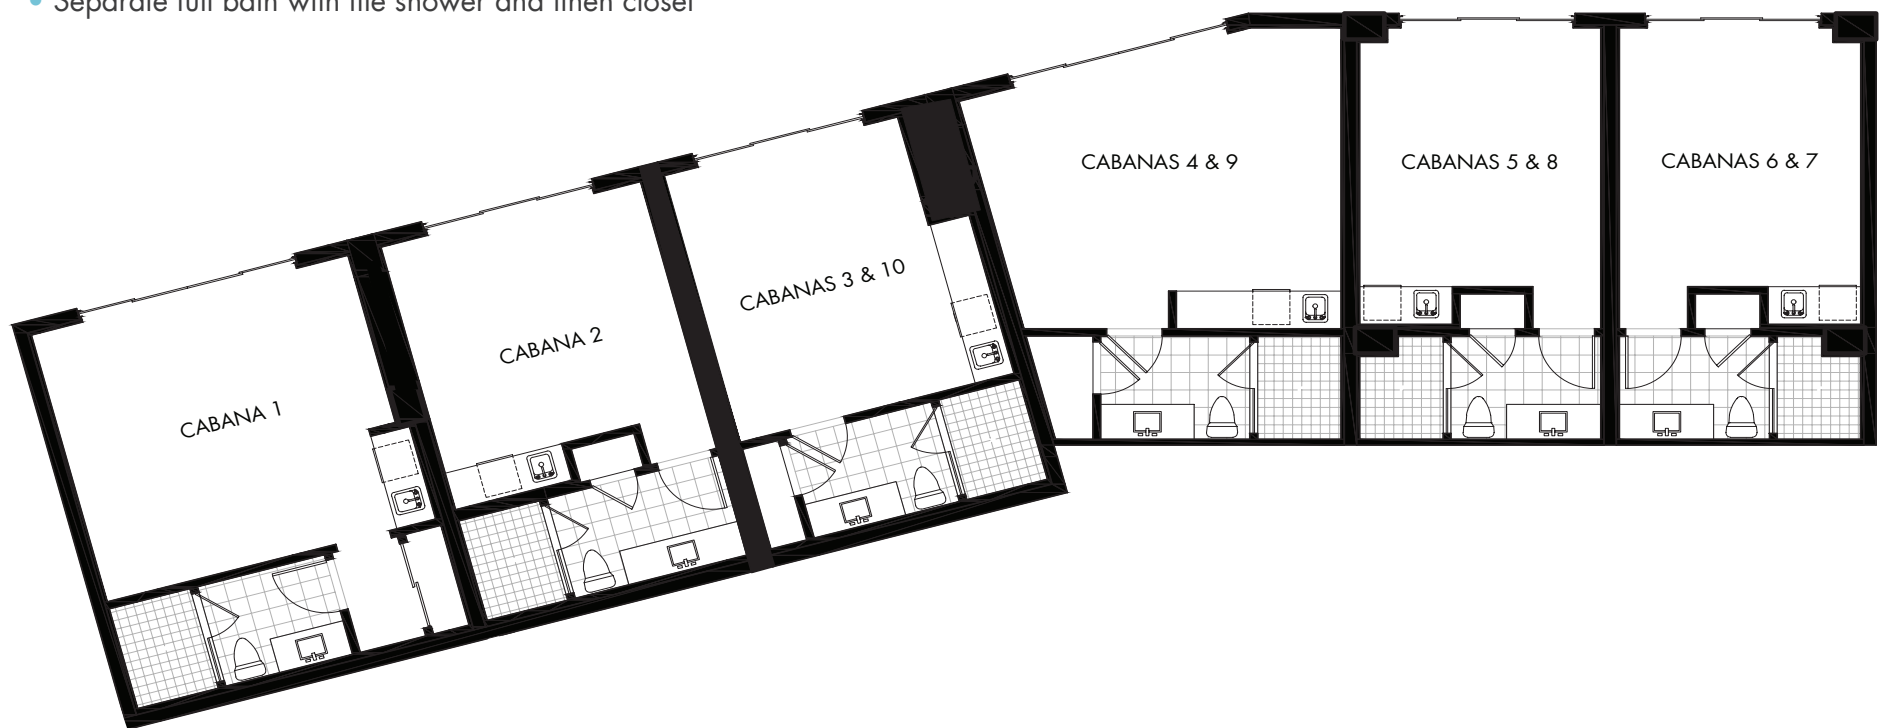 • Separate full bath with tile shower and linen closet
CABANAS 4 & 9
CABANAS 5 & 8
CABANAS 6 & 7
CABANAS 3 & 10
CABANA 2
CABANA 1